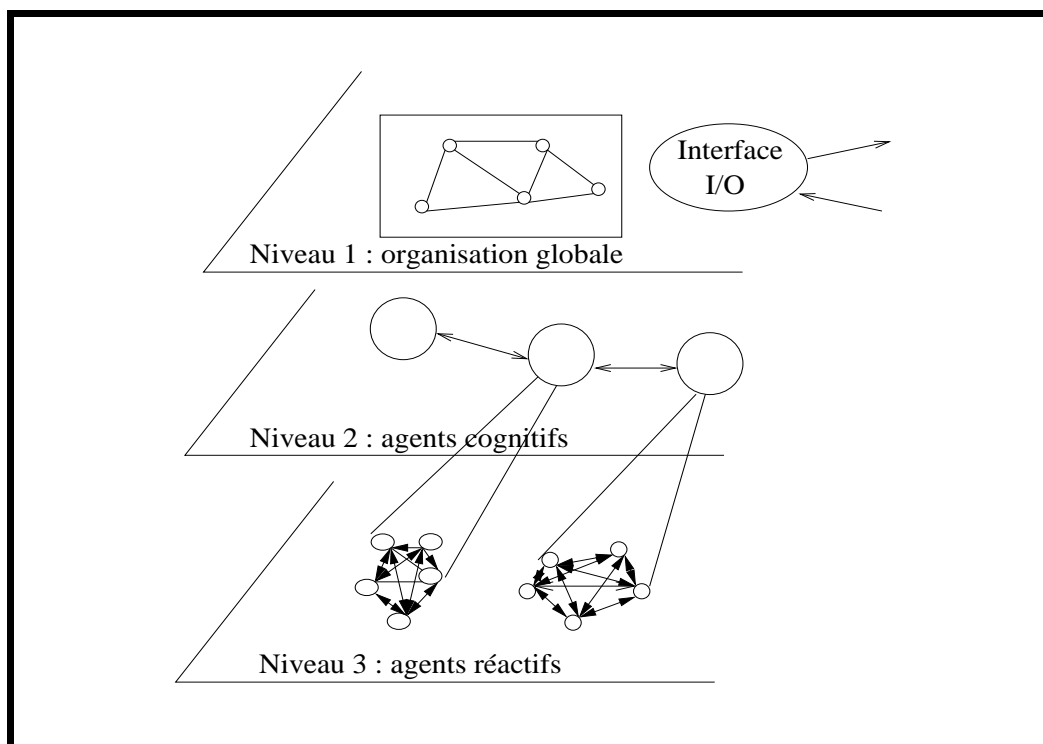 Interface
I/O
Niveau 1 : organisation globale
Niveau 2 : agents cognitifs
Niveau 3 : agents réactifs